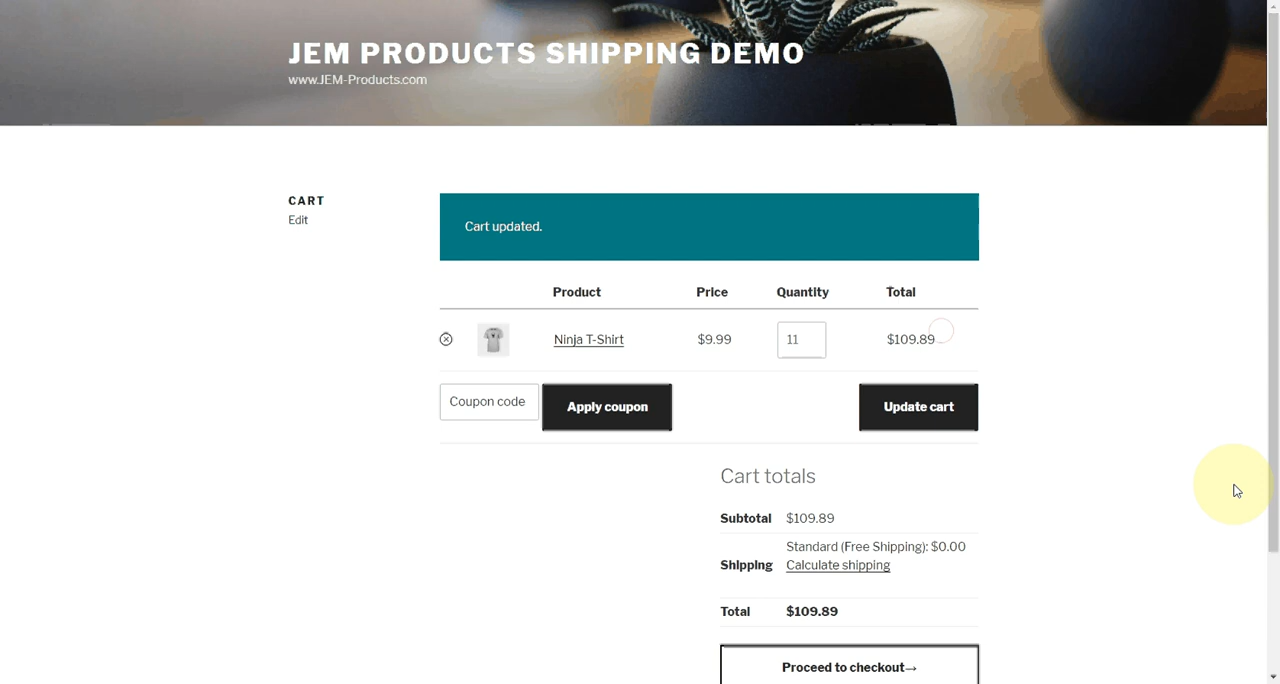 JEM PRODUCTS SHIPPING DEMO
www.JEM-Products.com
CART
Edit
Cart updated.
Product Price Quantity Total
Ninja T-Shirt $9.99 11 $109.89
Coupon code Apply coupon Update cart
Cart totals
Subtotal $109.89
Standard (Free Shipping): $0.00
Shipping Calculate shipping
Total $109.89
Proceed to checkout→